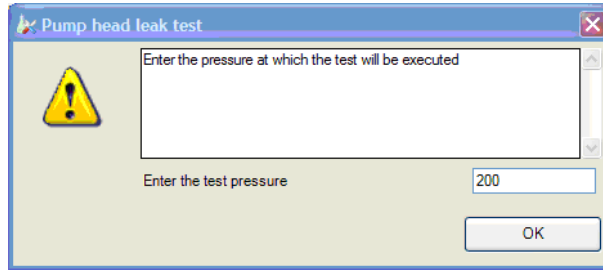 Pump head leak test
Enter the pressure at which the test will be executed
Enter the test pressure
200
OK